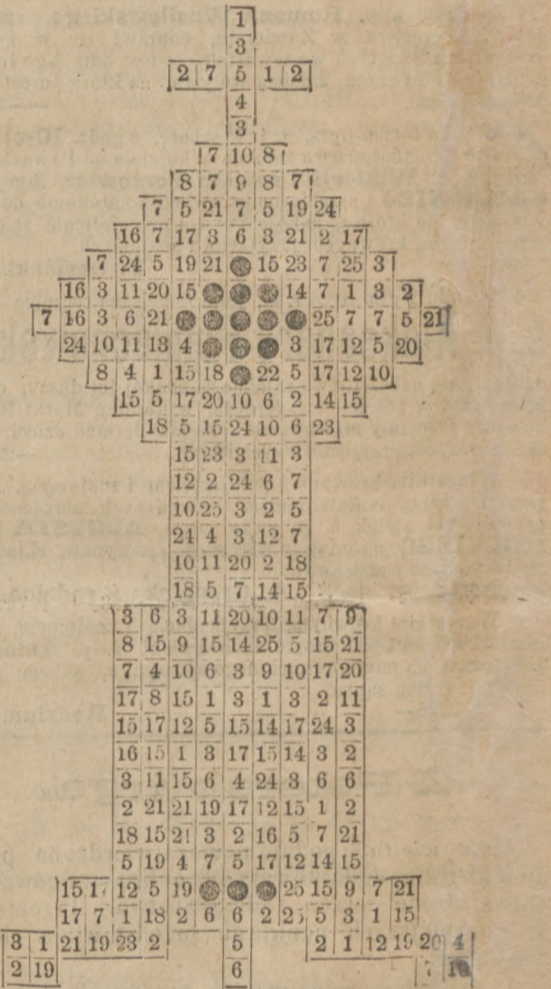 1
3
2 7 5 1 2
4
3
7 10 8
8 7 9 8 7
7 5 21 7 5 19 24
16 7 17 3 6 3 21 2 17
7 24 5 19 21 15 23 7 25 3
16 3 11 20 15 14 7 1 3 2
7 16 3 6 21 25 7 7 5 21
24 10 11 13 4 3 17 12 5 20
8 4 1 15 18 22 5 17 12 10
15 5 17 20 10 6 2 14 15
18 5 15 24 10 6 23
15 23 3 11 3
12 2 24 6 7
10 25 3 2 5
24 4 3 12 7
10 11 20 2 18
18 5 7 14 15
3 6 3 11 20 10 11 7 9
8 15 9 15 14 25 5 15 21
7 4 10 6 3 9 10 17 20
17 8 15 1 3 1 3 2 11
15 17 12 5 15 14 17 24 3
16 15 1 3 17 15 14 3 2
3 11 15 6 4 24 3 6 6
2 21 21 19 17 12 15 1 2
18 15 21 3 2 16 5 7 21
5 19 4 7 5 17 12 14 15
15 17 12 5 19 25 15 9 7 21
17 7 1 18 2 6 6 2 25 5 3 1 15
3 1 21 19 23 2 5 2 1 12 19 20 4
2 19 6 10